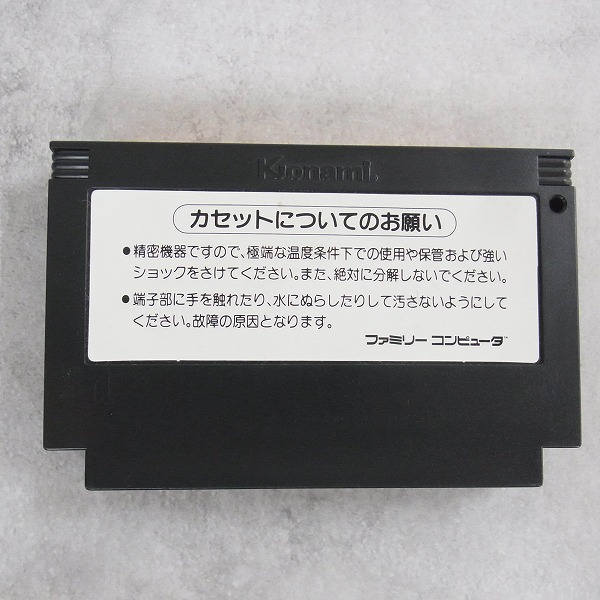 Konami®
カセットについてのお願い
●精密機器ですので、極端な温度条件下での使用や保管および強い
ショックをさけてください。また、絶対に分解しないでください。
●端子部に手を触れたり、水にぬらしたりして汚さないようにして
ください。故障の原因となります。
ファミリー コンピュータ™